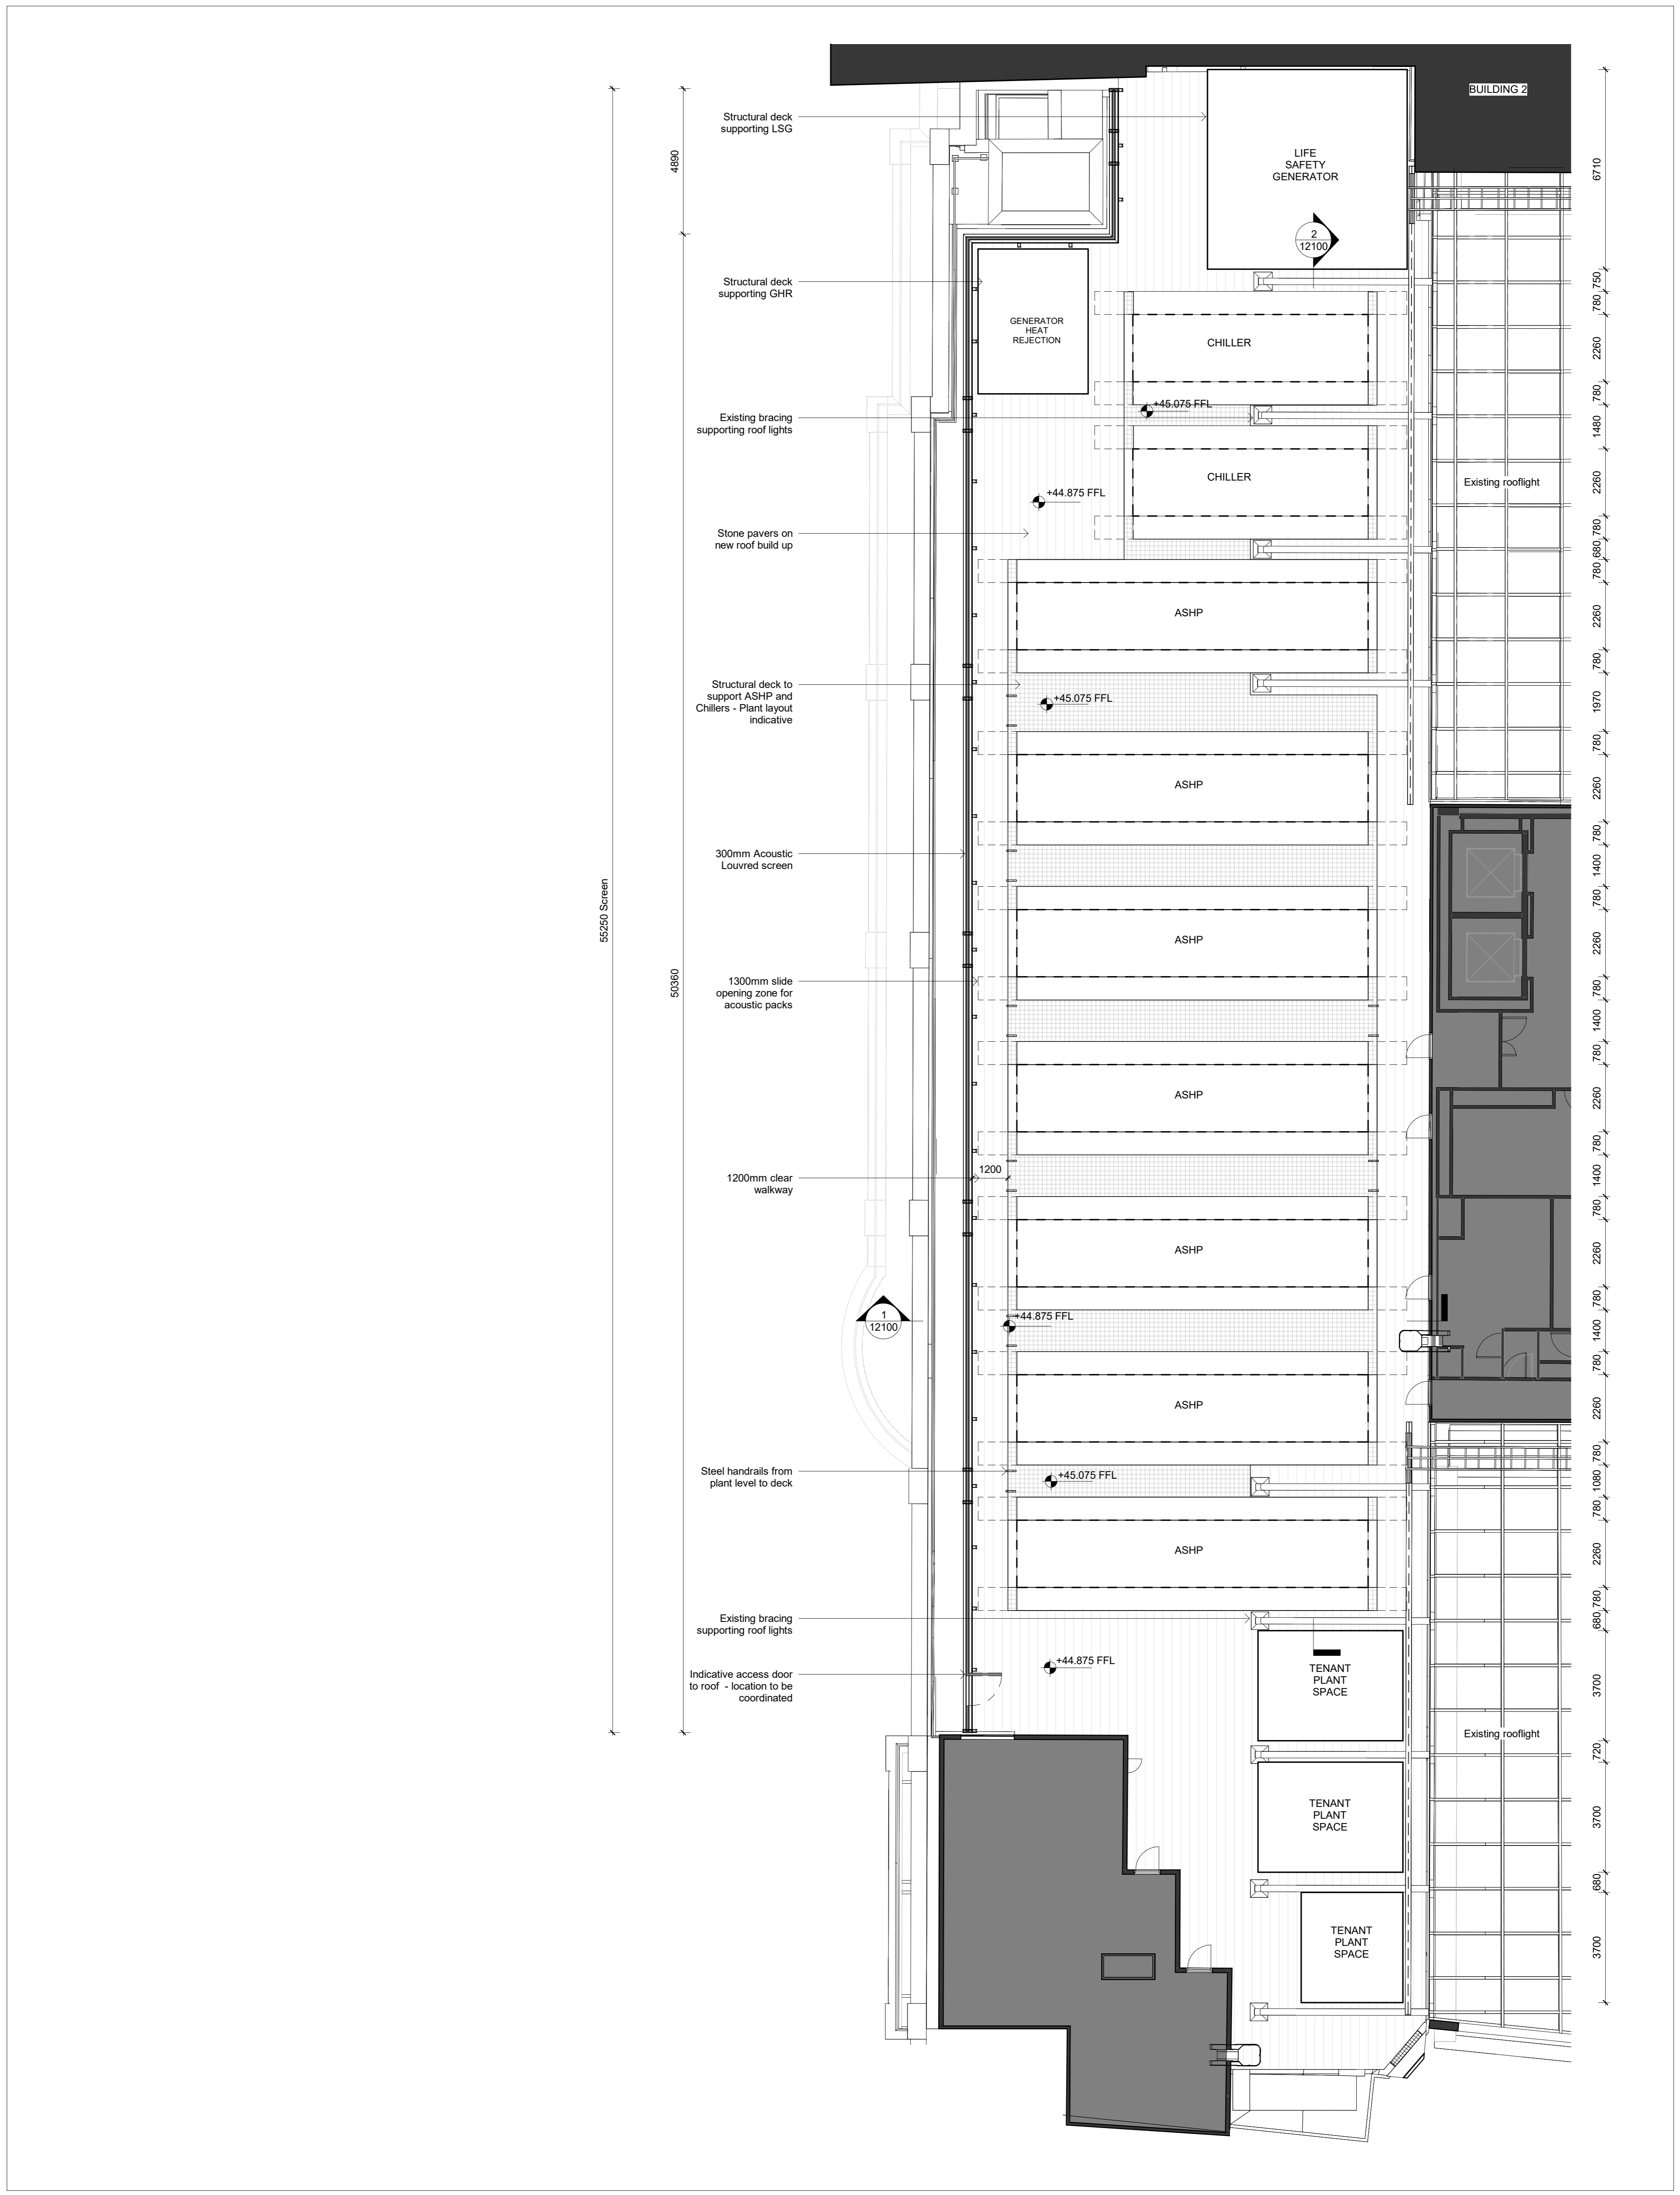 BUILDING 2
Structural deck
supporting LSG
LIFE
SAFETY
GENERATOR
2
12100
4890
6710
Structural deck
supporting GHR
GENERATOR
HEAT
REJECTION
750
780
CHILLER
2260
780
Existing bracing
supporting roof lights
+45.075 FFL
1480
CHILLER
2260
Existing rooflight
+44.875 FFL
Stone pavers on
new roof build up
780
680
780
ASHP
2260
780
Structural deck to
support ASHP and
Chillers - Plant layout
indicative
+45.075 FFL
1970
780
ASHP
2260
780
300mm Acoustic
Louvred screen
1400
780
55250 Screen
ASHP
2260
50360
1300mm slide
opening zone for
acoustic packs
780
1400
780
ASHP
2260
780
1200mm clear
walkway
1200
1400
780
ASHP
2260
780
1
12100
+44.875 FFL
1400
780
ASHP
2260
780
Steel handrails from
plant level to deck
+45.075 FFL
1080
780
ASHP
2260
780
Existing bracing
supporting roof lights
680
Indicative access door
to roof - location to be
coordinated
+44.875 FFL
TENANT
PLANT
SPACE
3700
Existing rooflight
720
TENANT
PLANT
SPACE
3700
680
TENANT
PLANT
SPACE
3700